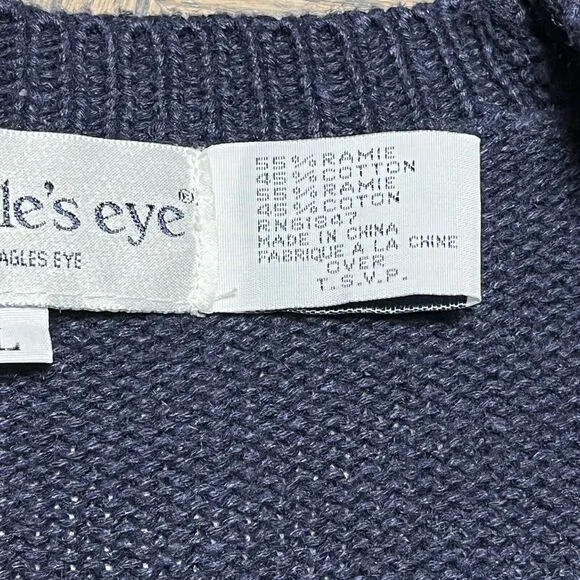 le's eye®
AGLES EYE
L
55% RAMIE
45% COTTON
55% RAMIE
45% COTON
RN61847
MADE IN CHINA
FABRIQUE A LA CHINE
OVER
T.S.V.P.